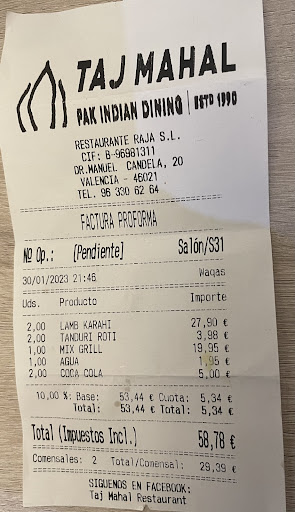 TAJ MAHAL
PAK INDIAN DINING | ESTD 1990
RESTAURANTE RAJA S.L.
CIF: B-96981311
DR.MANUEL CANDELA, 20
VALENCIA - 46021
TEL. 96 330 62 64
FACTURA PROFORMA
Nº Op.: [Pendiente] Salón/S31
30/01/2023 21:46 Waqas
Uds. Producto Importe
2,00 LAMB KARAHI 27,90 €
2,00 TANDURI ROTI 3,98 €
1,00 MIX GRILL 19,95 €
1,00 AGUA 1,95 €
2,00 COCA COLA 5,00 €
10,00 %: Base: 53,44 € Cuota: 5,34 €
Total: 53,44 € Total: 5,34 €
Total (Impuestos Incl.) 58,78 €
Comensales: 2 Total/Comensal: 29,39 €
SIGUENOS EN FACEBOOK:
Taj Mahal Restaurant